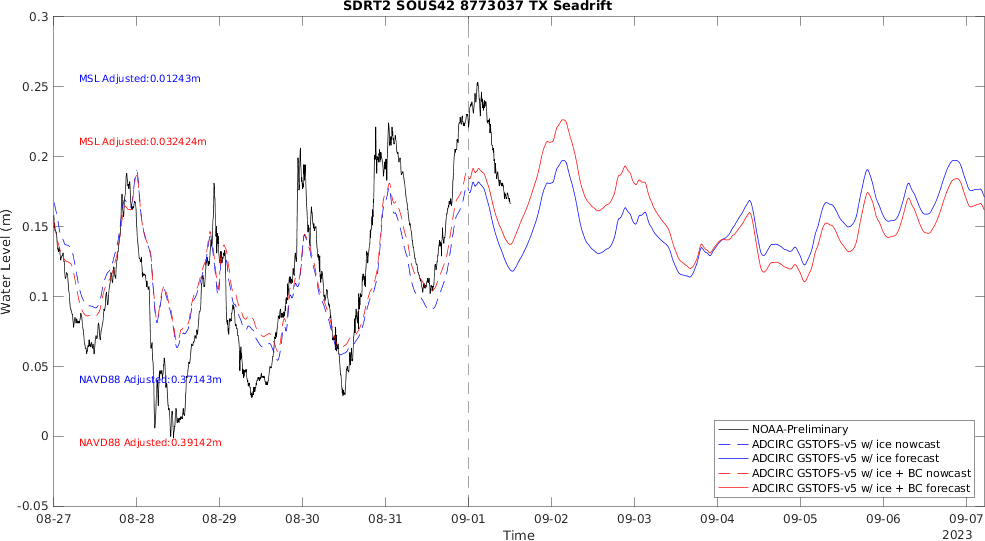 SDRT2 SOUS42 8773037 TX Seadrift
0.3
0.25
0.2
0.15
0.1
0.05
0
-0.05
Water Level (m)
MSL Adjusted:0.01243m
MSL Adjusted:0.032424m
NAVD88 Adjusted:0.37143m
NAVD88 Adjusted:0.39142m
NOAA-Preliminary
ADCIRC GSTOFS-v5 w/ ice nowcast
ADCIRC GSTOFS-v5 w/ ice forecast
ADCIRC GSTOFS-v5 w/ ice + BC nowcast
ADCIRC GSTOFS-v5 w/ ice + BC forecast
08-27 08-28 08-29 08-30 08-31 09-01 09-02 09-03 09-04 09-05 09-06 09-07
Time
2023